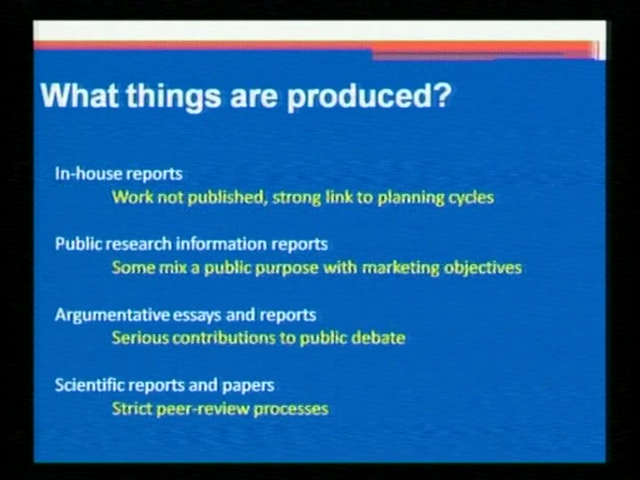 What things are produced?
In-house reports
Work not published, strong link to planning cycles
Public research information reports
Some mix a public purpose with marketing objectives
Argumentative essays and reports
Serious contributions to public debate
Scientific reports and papers
Strict peer-review processes